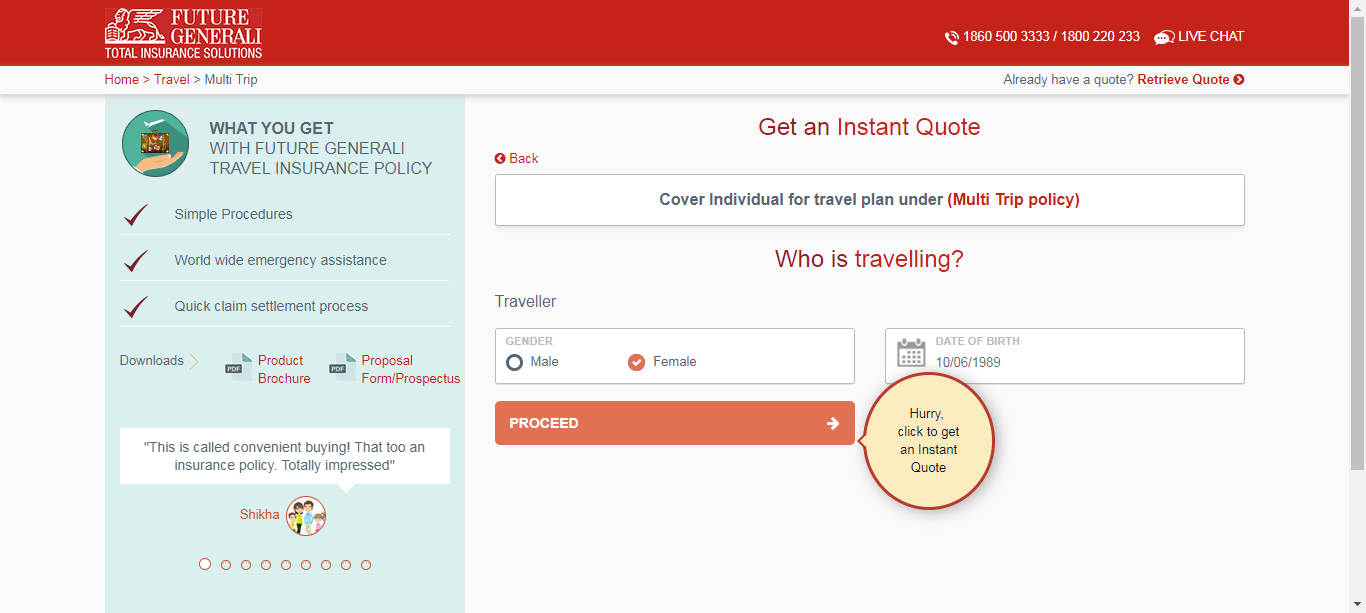 FUTURE
GENERALI
TOTAL INSURANCE SOLUTIONS
1860 500 3333 / 1800 220 233
LIVE CHAT
Home > Travel > Multi Trip
Already have a quote? Retrieve Quote
WHAT YOU GET
WITH FUTURE GENERALI
TRAVEL INSURANCE POLICY
Simple Procedures
World wide emergency assistance
Quick claim settlement process
Downloads
PDF
Product
Brochure
PDF
Proposal
Form/Prospectus
"This is called convenient buying! That too an
insurance policy. Totally impressed"
Shikha
Get an Instant Quote
Back
Cover Individual for travel plan under (Multi Trip policy)
Who is travelling?
Traveller
GENDER
Male
Female
DATE OF BIRTH
10/06/1989
PROCEED
Hurry,
click to get
an Instant
Quote